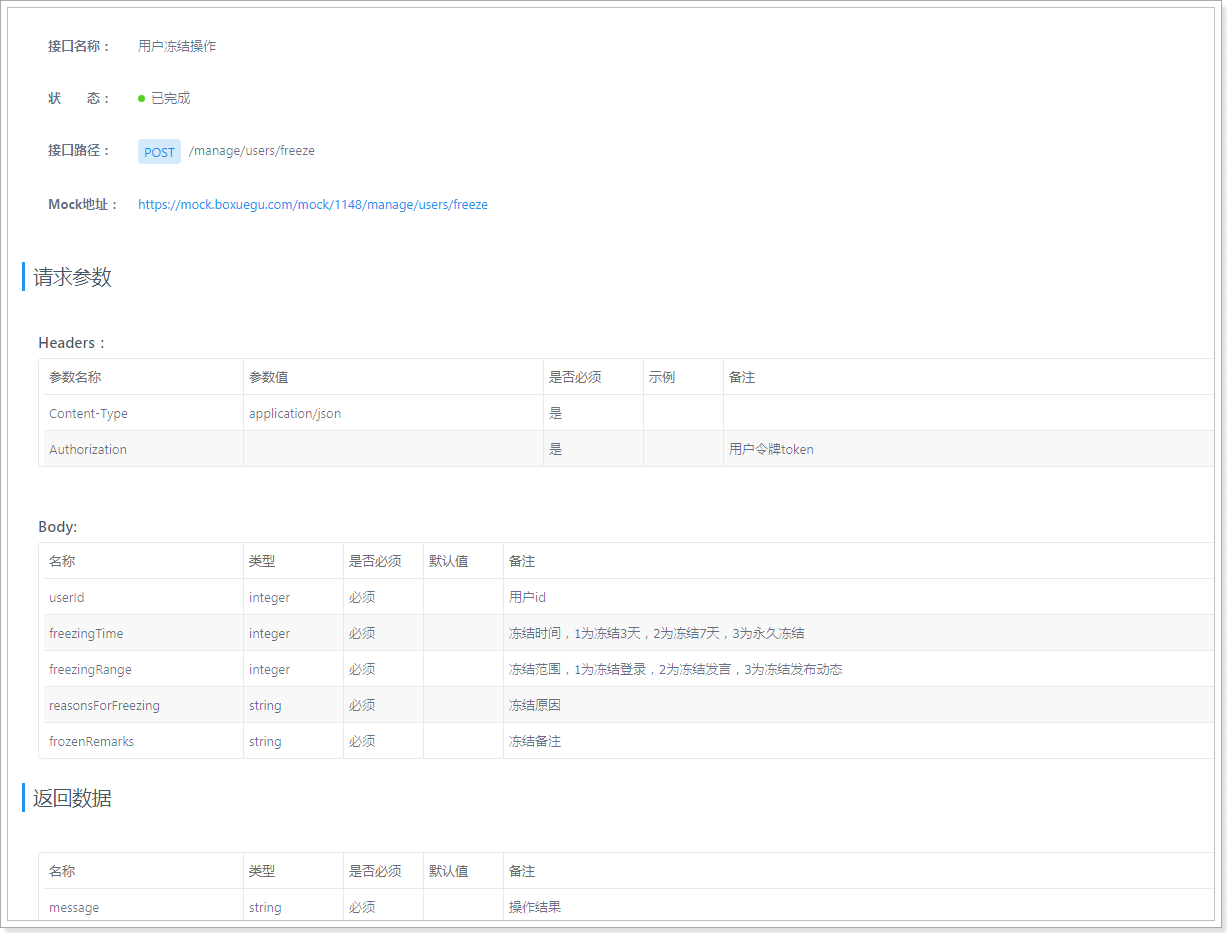 接口名称： 用户冻结操作
状 态： 已完成
接口路径： POST /manage/users/freeze
Mock地址： https://mock.boxuegu.com/mock/1148/manage/users/freeze
请求参数
Headers：
参数名称 参数值 是否必须 示例 备注
Content-Type application/json 是
Authorization 是 用户令牌token
Body:
名称 类型 是否必须 默认值 备注
userId integer 必须 用户id
freezingTime integer 必须 冻结时间，1为冻结3天，2为冻结7天，3为永久冻结
freezingRange integer 必须 冻结范围，1为冻结登录，2为冻结发言，3为冻结发布动态
reasonsForFreezing string 必须 冻结原因
frozenRemarks string 必须 冻结备注
返回数据
名称 类型 是否必须 默认值 备注
message string 必须 操作结果